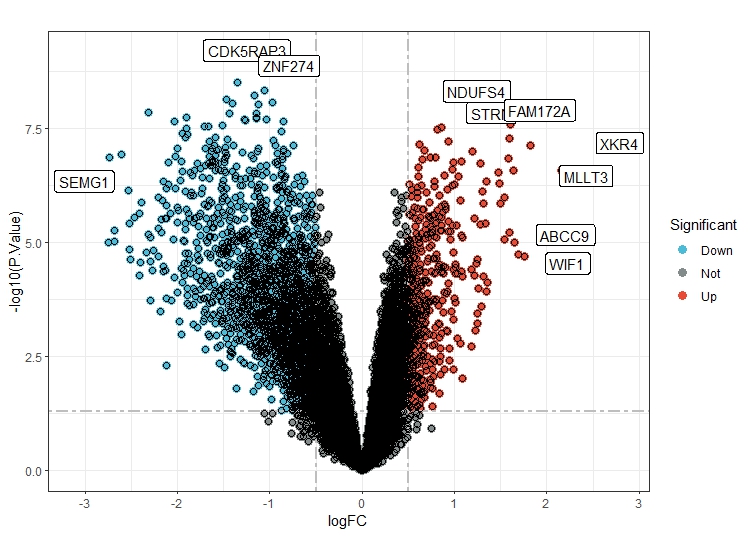 CDK5RAP3
ZNF274
NDUFS4
FAM172A
XKR4
SEMG1
MLLT3
ABCC9
WIF1
7.5
5.0
2.5
0.0
-log10(P.Value)
-3 -2 -1 0 1 2 3
logFC
Significant
Down
Not
Up